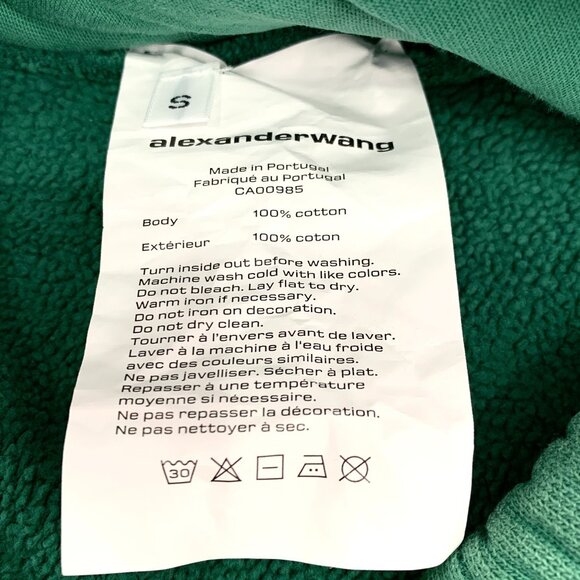 S
alexanderwang
Made in Portugal
Fabriqué au Portugal
CA00985
Body 100% cotton
Extérieur 100% coton
Turn inside out before washing.
Machine wash cold with like colors.
Do not bleach. Lay flat to dry.
Warm iron if necessary.
Do not iron on decoration.
Do not dry clean.
Tourner à l'envers avant de laver.
Laver à la machine à l'eau froide
avec des couleurs similaires.
Ne pas javelliser. Sécher à plat.
Repasser à une température
moyenne si nécessaire.
Ne pas repasser la décoration.
Ne pas nettoyer à sec.
30